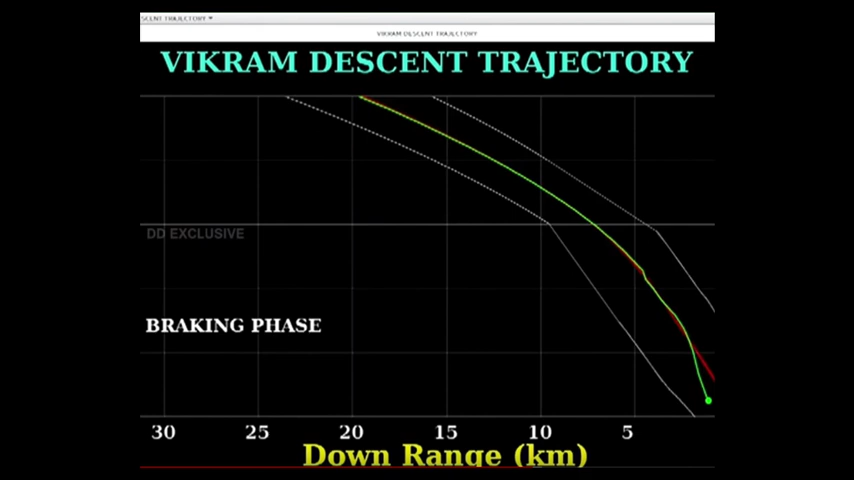 SCENT TRAJECTORY
VIKRAM DESCENT TRAJECTORY
VIKRAM DESCENT TRAJECTORY
DD EXCLUSIVE
BRAKING PHASE
30 25 20 15 10 5
Down Range (km)